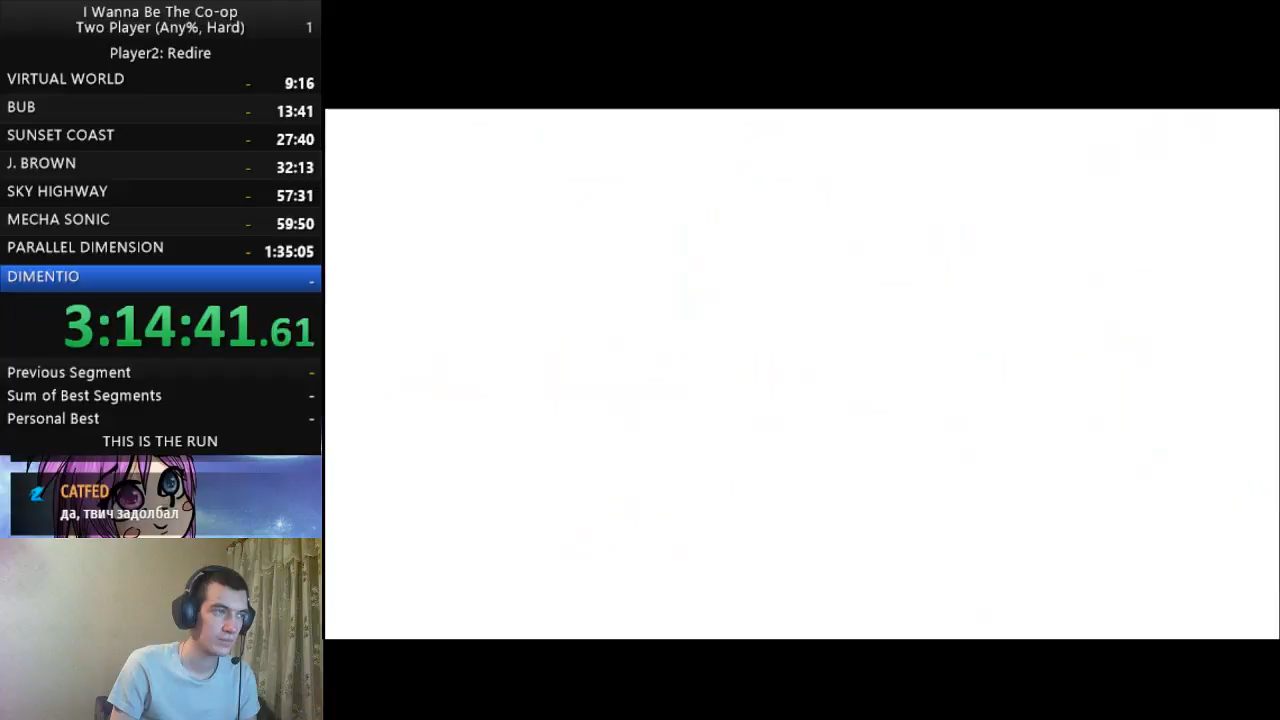 I Wanna Be The Co-op
Two Player (Any%, Hard) 1
Player2: Redire
VIRTUAL WORLD - 9:16
BUB - 13:41
SUNSET COAST - 27:40
J. BROWN - 32:13
SKY HIGHWAY - 57:31
MECHA SONIC - 59:50
PARALLEL DIMENSION - 1:35:05
DIMENTIO -
3:14:41.61
Previous Segment -
Sum of Best Segments -
Personal Best -
THIS IS THE RUN
CATFED
да, твич задолбал